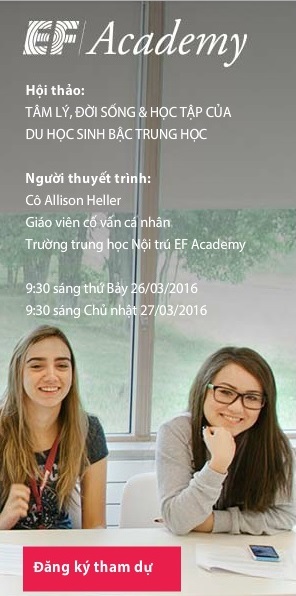 EF Academy
Hội thảo:
TÂM LÝ, ĐỜI SỐNG & HỌC TẬP CỦA
DU HỌC SINH BẬC TRUNG HỌC
Người thuyết trình:
Cô Allison Heller
Giáo viên cố vấn cá nhân
Trường trung học Nội trú EF Academy
9:30 sáng thứ Bảy 26/03/2016
9:30 sáng Chủ nhật 27/03/2016
Đăng ký tham dự